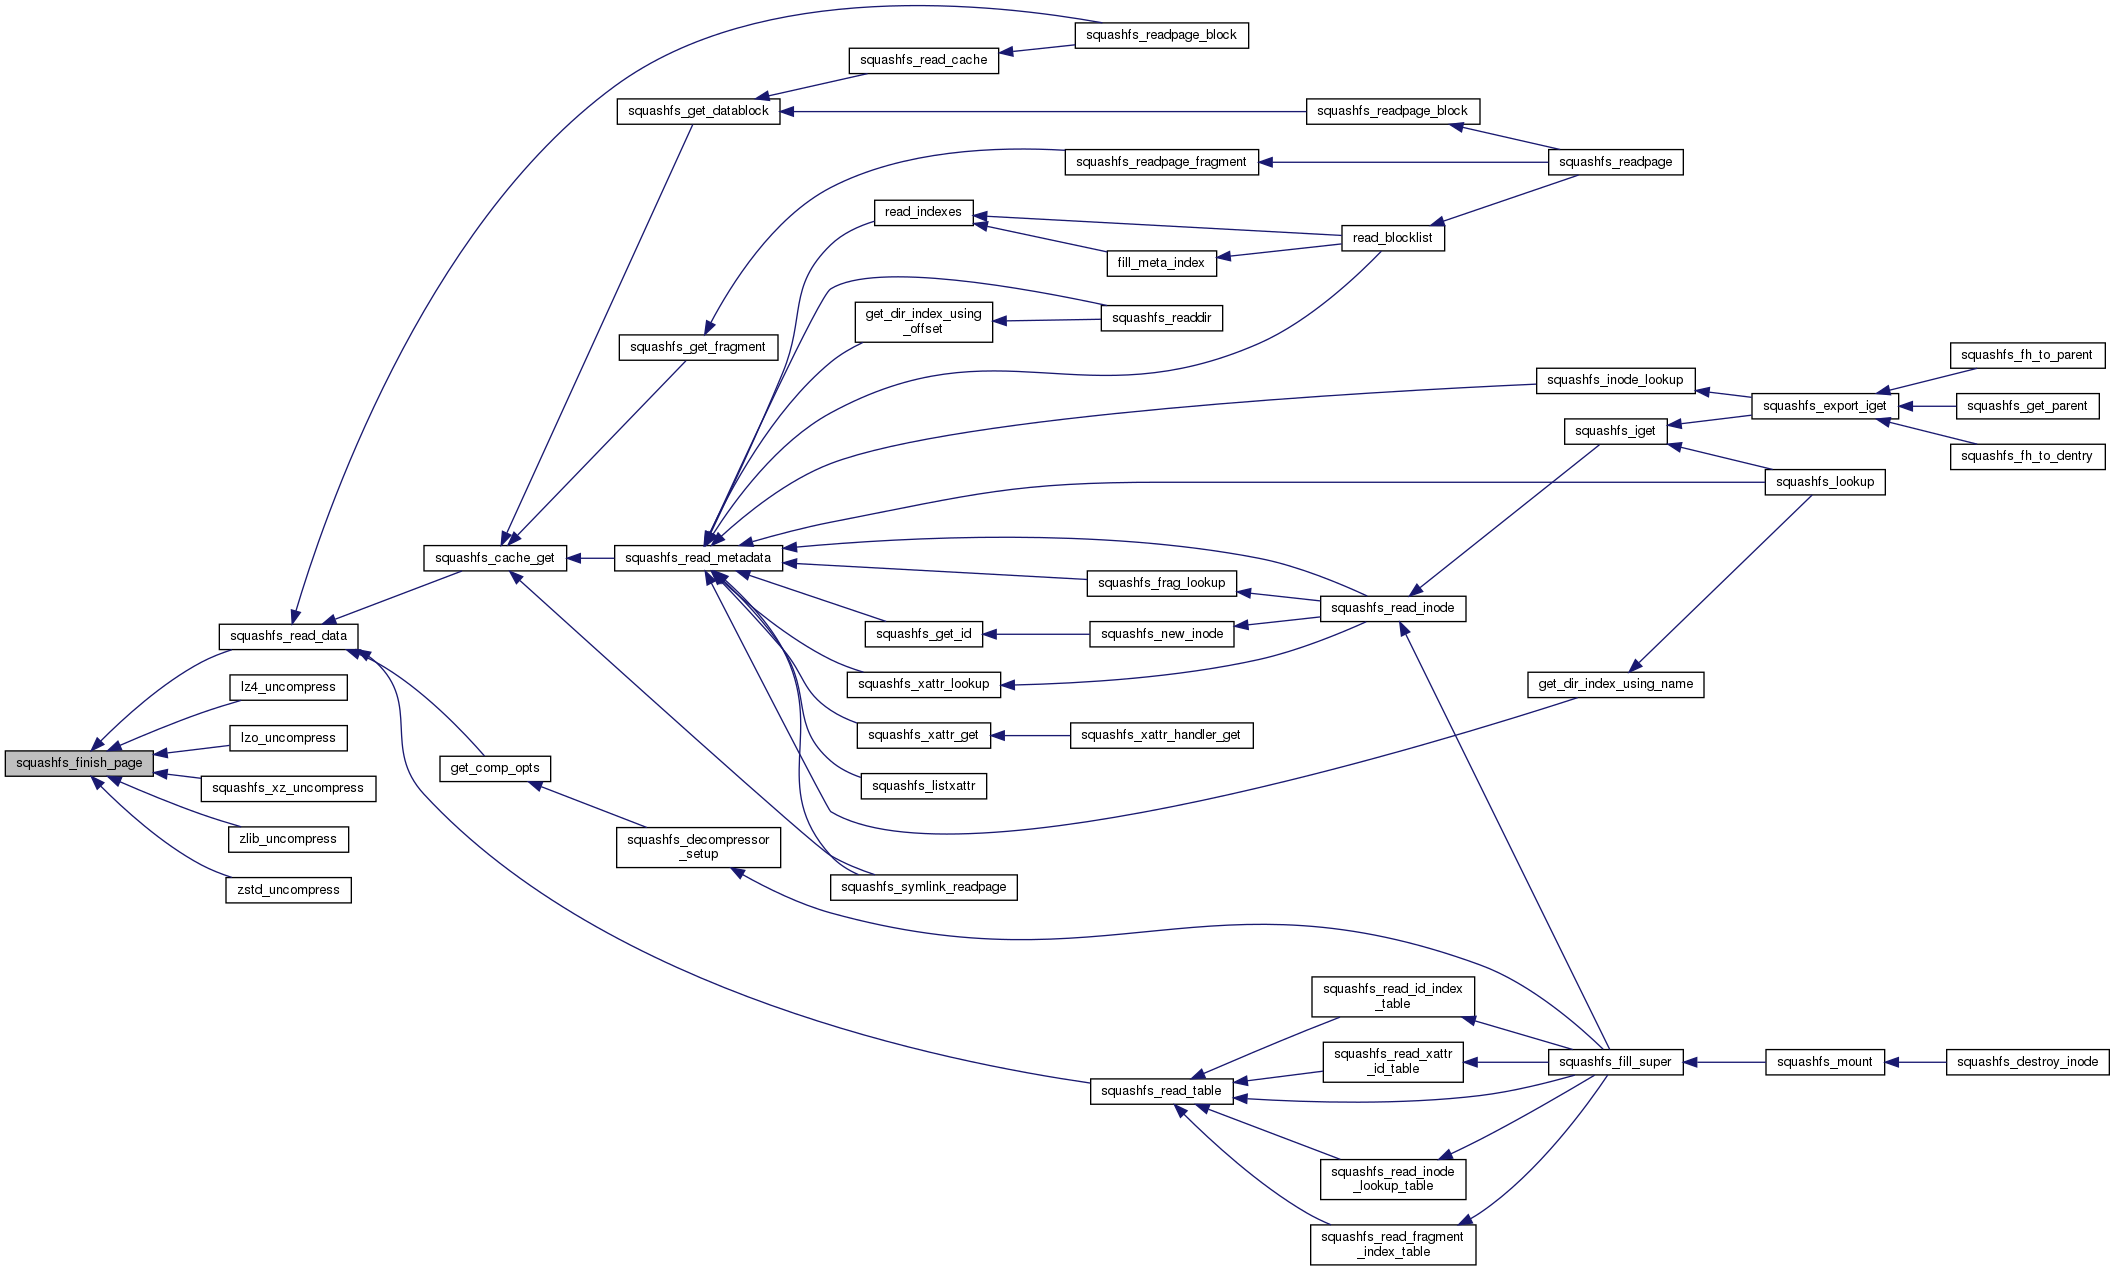 squashfs_readpage_block
squashfs_read_cache
squashfs_get_datablock
squashfs_readpage_block
squashfs_readpage_fragment
squashfs_readpage
read_indexes
read_blocklist
fill_meta_index
get_dir_index_using
_offset
squashfs_readdir
squashfs_get_fragment
squashfs_fh_to_parent
squashfs_inode_lookup
squashfs_export_iget
squashfs_get_parent
squashfs_iget
squashfs_fh_to_dentry
squashfs_lookup
squashfs_cache_get
squashfs_read_metadata
squashfs_frag_lookup
squashfs_read_inode
squashfs_read_data
squashfs_get_id
squashfs_new_inode
lz4_uncompress
squashfs_xattr_lookup
get_dir_index_using_name
lzo_uncompress
squashfs_xattr_get
squashfs_xattr_handler_get
squashfs_finish_page
get_comp_opts
squashfs_xz_uncompress
squashfs_listxattr
zlib_uncompress
squashfs_decompressor
_setup
zstd_uncompress
squashfs_symlink_readpage
squashfs_read_id_index
_table
squashfs_read_xattr
_id_table
squashfs_fill_super
squashfs_mount
squashfs_destroy_inode
squashfs_read_table
squashfs_read_inode
_lookup_table
squashfs_read_fragment
_index_table